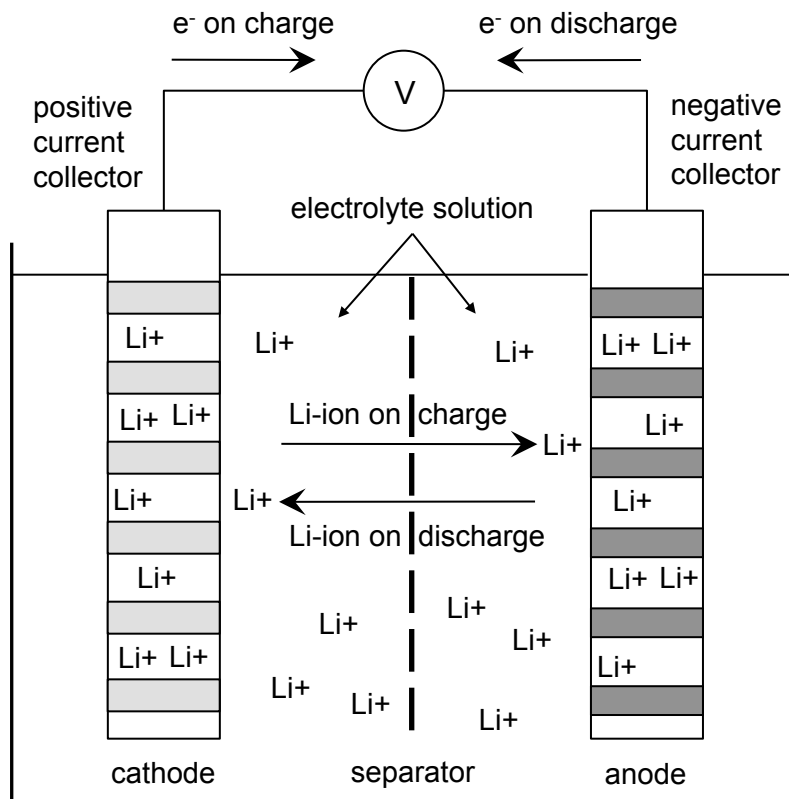 e- on charge
e- on discharge
V
positive
current
collector
negative
current
collector
electrolyte solution
Li+
Li+
Li+
Li+ Li+
Li+ Li+
Li-ion on charge
Li+
Li+
Li+
Li+
Li+
Li-ion on discharge
Li+
Li+
Li+ Li+
Li+
Li+
Li+
Li+ Li+
Li+
Li+
Li+
Li+
cathode
separator
anode